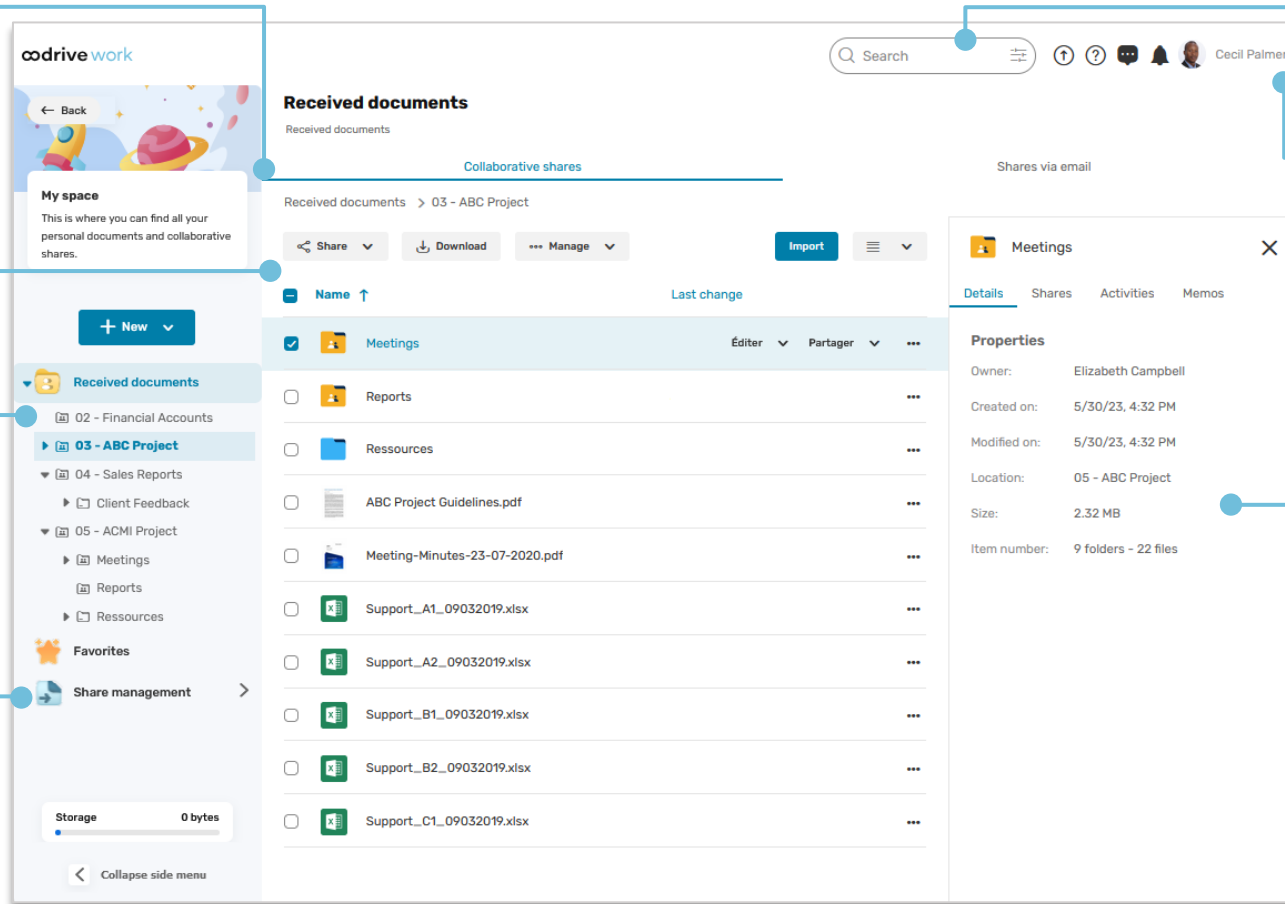 oodrive work
Search
Cecil Palmer
Back
Received documents
Received documents
Collaborative shares
Shares via email
My space
This is where you can find all your
personal documents and collaborative
shares.
Received documents > 03 - ABC Project
Share
Download
Manage
Import
Name
Last change
New
Received documents
02 - Financial Accounts
03 - ABC Project
04 - Sales Reports
Client Feedback
05 - ACMI Project
Meetings
Reports
Ressources
Favorites
Share management
Storage 0 bytes
Collapse side menu
Meetings Éditer Partager
Reports
Ressources
ABC Project Guidelines.pdf
Meeting-Minutes-23-07-2020.pdf
Support_A1_09032019.xlsx
Support_A2_09032019.xlsx
Support_B1_09032019.xlsx
Support_B2_09032019.xlsx
Support_C1_09032019.xlsx
Meetings
Details Shares Activities Memos
Properties
Owner: Elizabeth Campbell
Created on: 5/30/23, 4:32 PM
Modified on: 5/30/23, 4:32 PM
Location: 05 - ABC Project
Size: 2.32 MB
Item number: 9 folders - 22 files